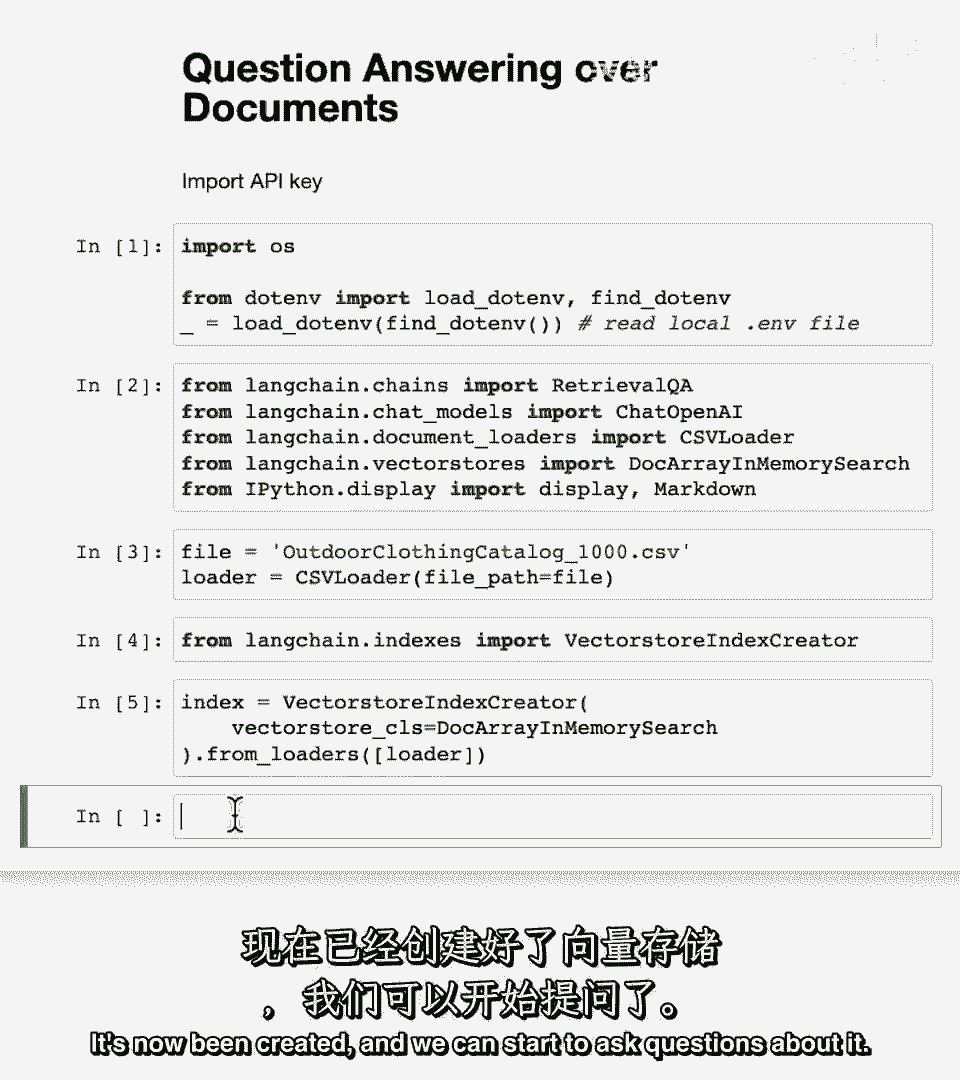 Question Answering over
Documents
Import API key
In [1]:
import os
from dotenv import load_dotenv, find_dotenv
_ = load_dotenv(find_dotenv()) # read local .env file
In [2]:
from langchain.chains import RetrievalQA
from langchain.chat_models import ChatOpenAI
from langchain.document_loaders import CSVLoader
from langchain.vectorstores import DocArrayInMemorySearch
from IPython.display import display, Markdown
In [3]:
file = 'OutdoorClothingCatalog_1000.csv'
loader = CSVLoader(file_path=file)
In [4]:
from langchain.indexes import VectorstoreIndexCreator
In [5]:
index = VectorstoreIndexCreator(
    vectorstore_cls=DocArrayInMemorySearch
).from_loaders([loader])
In [ ]:
现在已经创建好了向量存储
，我们可以开始提问了。
It's now been created, and we can start to ask questions about it.